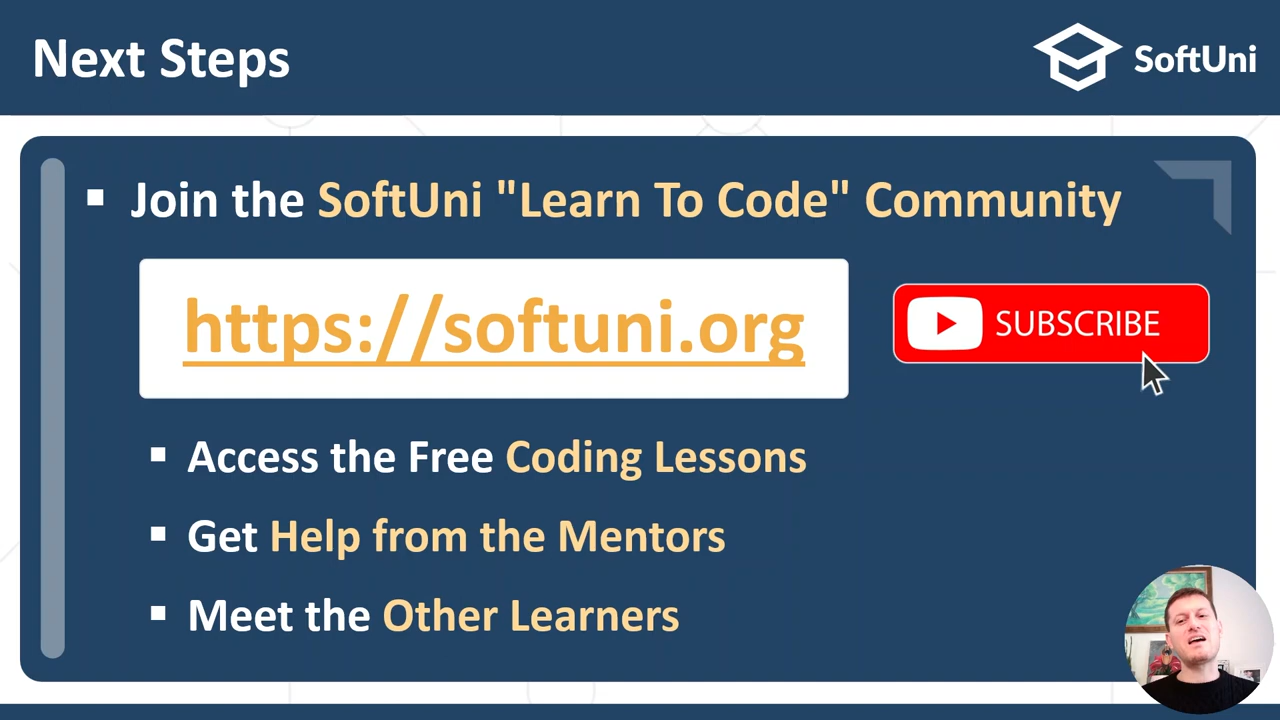 Next Steps
SoftUni
Join the SoftUni "Learn To Code" Community
https://softuni.org
SUBSCRIBE
Access the Free Coding Lessons
Get Help from the Mentors
Meet the Other Learners